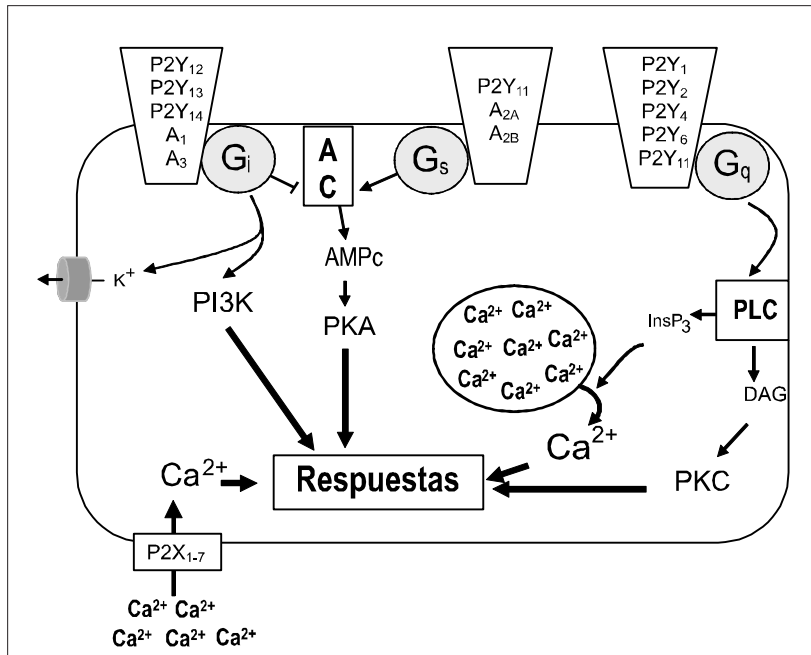 P2Y₁₂
P2Y₁₃
P2Y₁₄
A₁
A₃
Gᵢ
A
C
Gₛ
P2Y₁₁
A₂A
A₂B
P2Y₁
P2Y₂
P2Y₄
P2Y₆
P2Y₁₁
Gq
K⁺
PI3K
AMPc
PKA
Ca²⁺ Ca²⁺
Ca²⁺ Ca²⁺ Ca²⁺
Ca²⁺ Ca²⁺ Ca²⁺
InsP₃
PLC
DAG
Ca²⁺
PKC
Ca²⁺
Respuestas
P2X₁₋₇
Ca²⁺ Ca²⁺
Ca²⁺ Ca²⁺ Ca²⁺